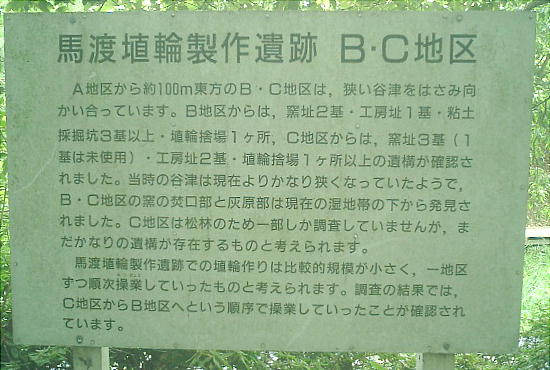 馬渡埴輪製作遺跡 B・C地区
A地区から約100m東方のB・C地区は，狭い谷津をはさみ向
かい合っています。B地区からは，窯址2基・工房址1基・粘土
採掘坑3基以上・埴輪捨場1ヶ所，C地区からは，窯址3基（1
基は未使用）・工房址2基・埴輪捨場1ヶ所以上の遺構が確認さ
れました。当時の谷津は現在よりかなり狭くなっていたようで，
B・C地区の窯の焚口部と灰原部は現在の湿地帯の下から発見さ
れました。C地区は松林のため一部しか調査していませんが，ま
だかなりの遺構が存在するものと考えられます。
馬渡埴輪製作遺跡での埴輪作りは比較的規模が小さく，一地区
ずつ順次操業していったものと考えられます。調査の結果では，
C地区からB地区へという順序で操業していったことが確認され
ています。